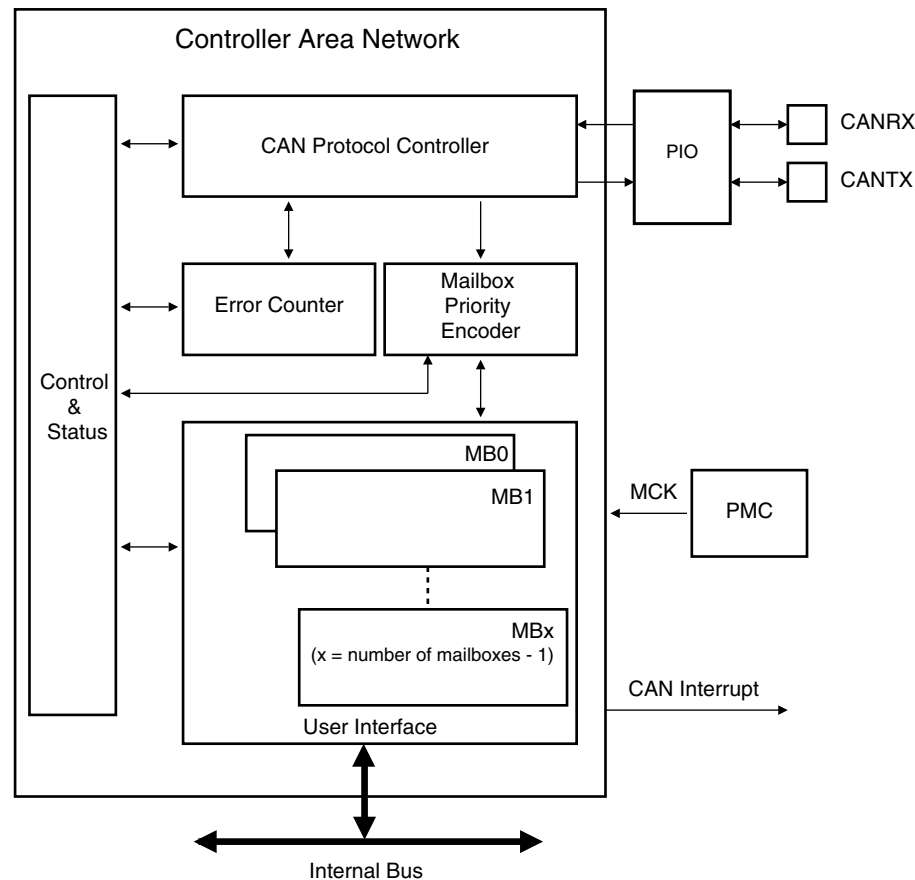 Controller Area Network
CAN Protocol Controller
PIO
CANRX
CANTX
Error Counter
Mailbox
Priority
Encoder
Control
&
Status
MB0
MB1
MCK
PMC
MBx
(x = number of mailboxes - 1)
CAN Interrupt
User Interface
Internal Bus